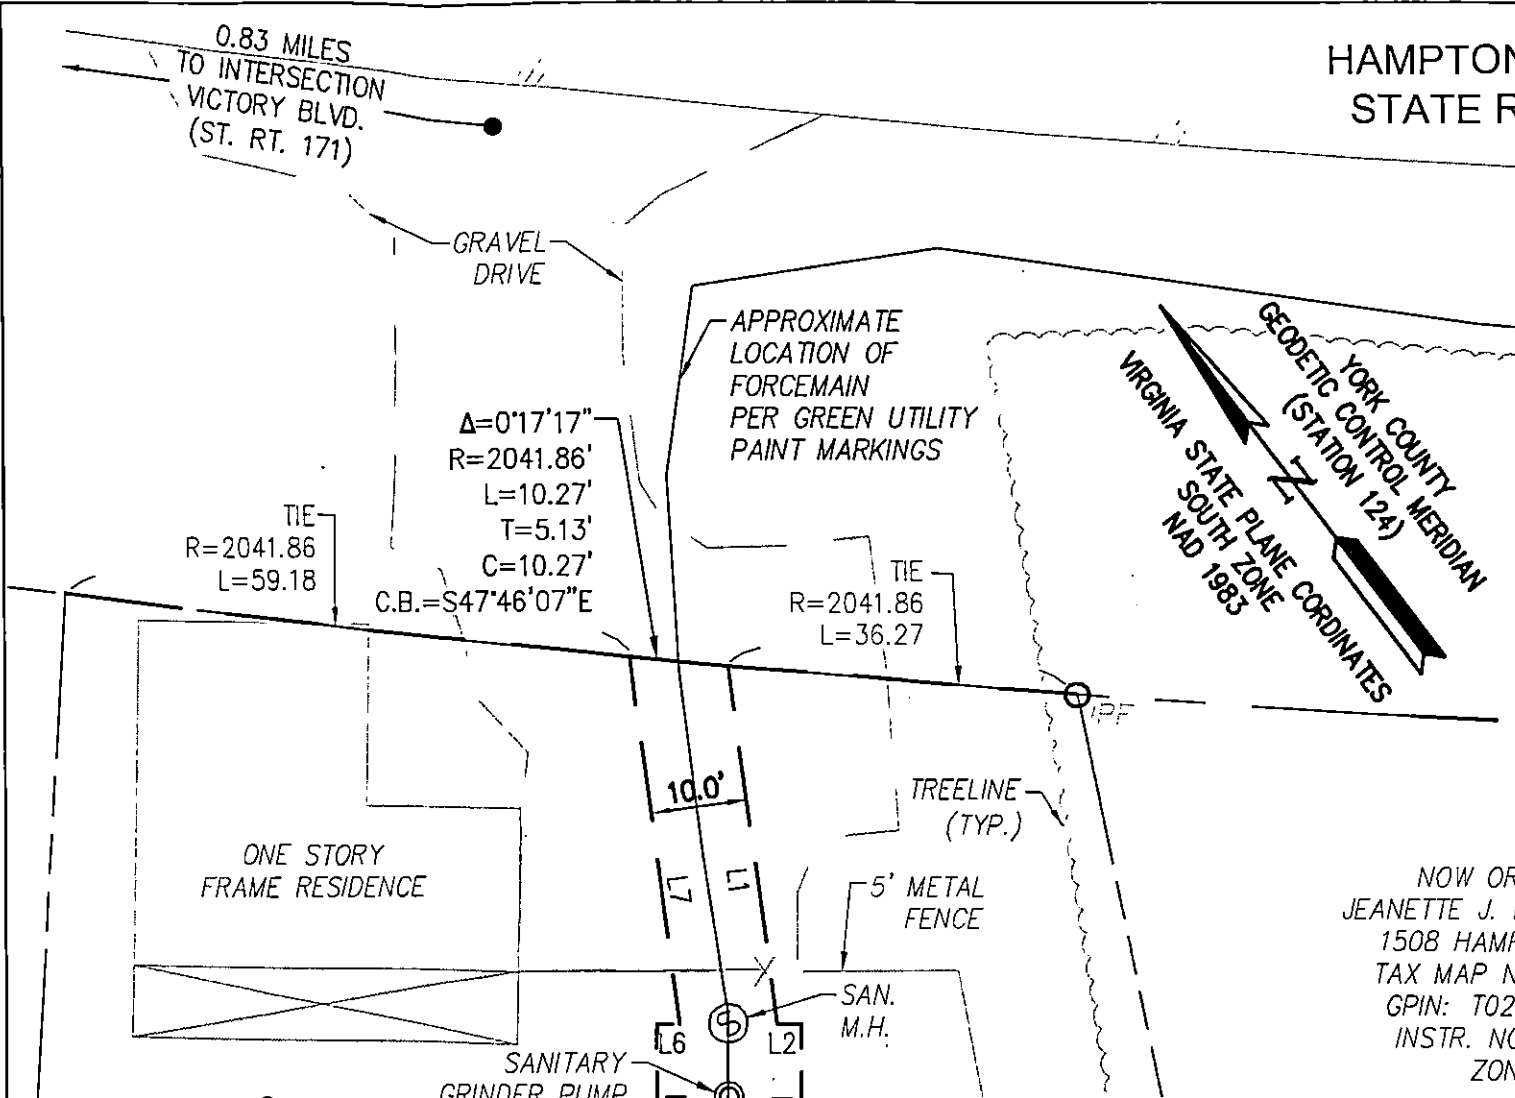 0.83 MILES
TO INTERSECTION
VICTORY BLVD.
(ST. RT. 171)
HAMPTON
STATE R
GRAVEL
DRIVE
APPROXIMATE
LOCATION OF
FORCEMAIN
PER GREEN UTILITY
PAINT MARKINGS
YORK COUNTY
GEODETIC CONTROL MERIDIAN
(STATION 124)
N
VIRGINIA STATE PLANE CORDINATES
SOUTH ZONE
NAD 1983
Δ=0°17'17"
R=2041.86'
L=10.27'
T=5.13'
C=10.27'
C.B.=S47°46'07"E
TIE
R=2041.86
L=59.18
TIE
R=2041.86
L=36.27
IPF
10.0'
TREELINE
(TYP.)
ONE STORY
FRAME RESIDENCE
L7
L1
5' METAL
FENCE
NOW OR
JEANETTE J.
1508 HAMP
TAX MAP N
GPIN: T02
INSTR. NO
ZON
SAN.
M.H.
S
L6
L2
SANITARY
GRINDER PUMP